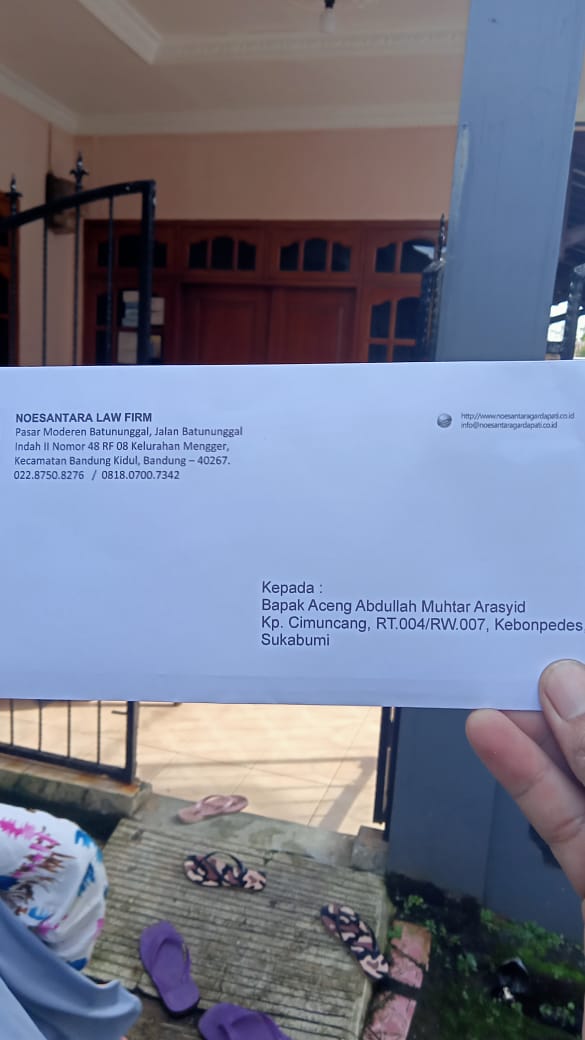 NOESANTARA LAW FIRM
Pasar Moderen Batununggal, Jalan Batununggal
Indah II Nomor 48 RF 08 Kelurahan Mengger,
Kecamatan Bandung Kidul, Bandung – 40267.
022.8750.8276 / 0818.0700.7342
http://www.noesantaragardapati.co.id
info@noesantaragardapati.co.id
Kepada :
Bapak Aceng Abdullah Muhtar Arasyid
Kp. Cimuncang, RT.004/RW.007, Kebonpedes
Sukabumi